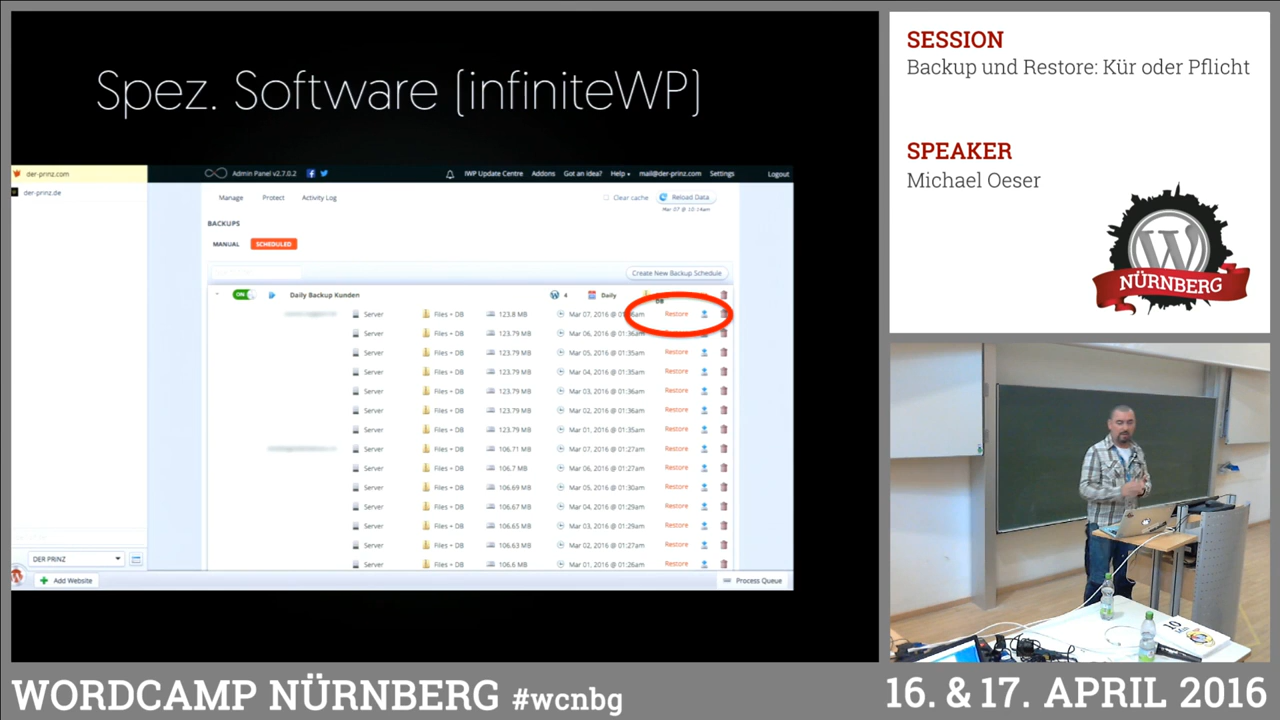 Spez. Software (infiniteWP)
der-prinz.com
der-prinz.de
Admin Panel v2.7.0.2
IWP Update Centre Addons Got an idea? Help mail@der-prinz.com Settings Logout
Manage Protect Activity Log
Clear cache Reload Data
Mar 07 @ 10:14am
BACKUPS
MANUAL SCHEDULED
Create New Backup Schedule
ON Daily Backup Kunden 4 Daily
DB
Server Files + DB 123.8 MB Mar 07, 2016 @ 01: 6am Restore
Server Files + DB 123.79 MB Mar 06, 2016 @ 01:36am
Server Files + DB 123.79 MB Mar 05, 2016 @ 01:35am Restore
Server Files + DB 123.79 MB Mar 04, 2016 @ 01:35am Restore
Server Files + DB 123.79 MB Mar 03, 2016 @ 01:36am Restore
Server Files + DB 123.79 MB Mar 02, 2016 @ 01:36am Restore
Server Files + DB 123.79 MB Mar 01, 2016 @ 01:35am Restore
Server Files + DB 106.71 MB Mar 07, 2016 @ 01:27am Restore
Server Files + DB 106.7 MB Mar 06, 2016 @ 01:27am Restore
Server Files + DB 106.69 MB Mar 05, 2016 @ 01:30am Restore
Server Files + DB 106.67 MB Mar 04, 2016 @ 01:29am Restore
Server Files + DB 106.65 MB Mar 03, 2016 @ 01:29am Restore
Server Files + DB 106.63 MB Mar 02, 2016 @ 01:27am Restore
Server Files + DB 106.6 MB Mar 01, 2016 @ 01:26am Restore
DER PRINZ
Add Website
Process Queue
SESSION
Backup und Restore: Kür oder Pflicht
SPEAKER
Michael Oeser
NÜRNBERG
WORDCAMP NÜRNBERG #wcnbg
16. & 17. APRIL 2016